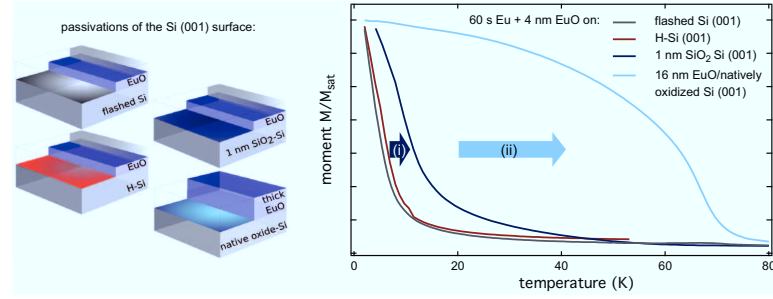 passivations of the Si (001) surface:
EuO
flashed Si
EuO
1 nm SiO2-Si
EuO
H-Si
thick
EuO
native oxide-Si
60 s Eu + 4 nm EuO on:
flashed Si (001)
H-Si (001)
1 nm SiO₂ Si (001)
16 nm EuO/natively
oxidized Si (001)
moment M/Mₛₐₜ
(i)
(ii)
0
20
40
60
80
temperature (K)